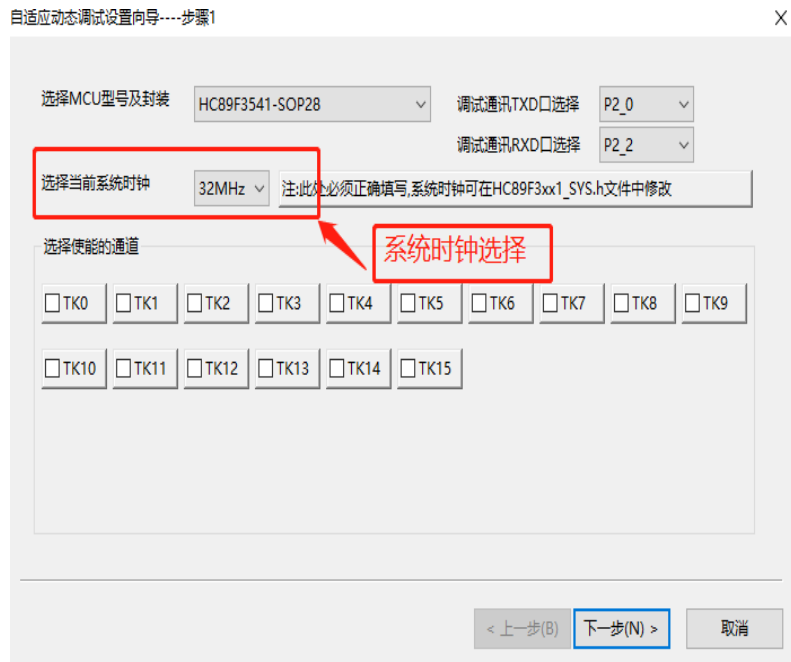 自适应动态调试设置向导----步骤1
选择MCU型号及封装 HC89F3541-SOP28 调试通讯TXD口选择 P2_0
调试通讯RXD口选择 P2_2
选择当前系统时钟 32MHz 注:此处必须正确填写,系统时钟可在HC89F3xx1_SYS.h文件中修改
系统时钟选择
选择使能的通道
TK0 TK1 TK2 TK3 TK4 TK5 TK6 TK7 TK8 TK9
TK10 TK11 TK12 TK13 TK14 TK15
< 上一步(B) 下一步(N) > 取消